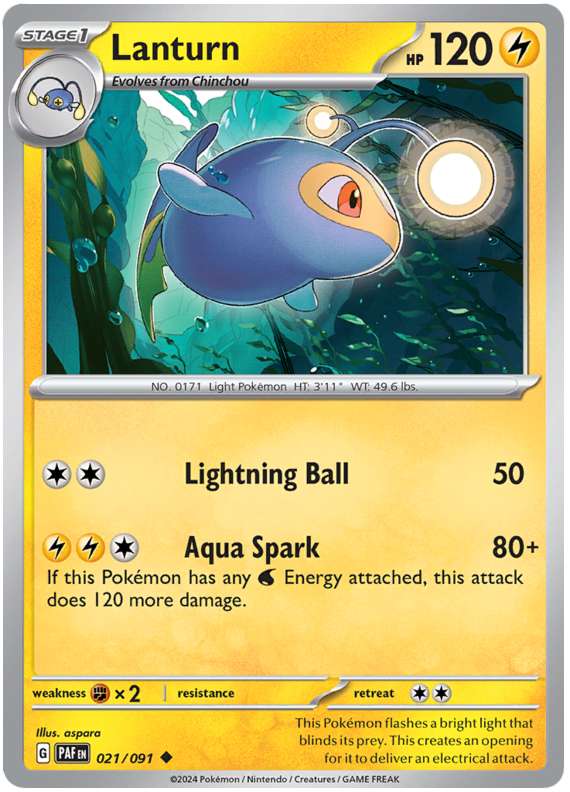 STAGE1
Lanturn
HP 120
Evolves from Chinchou
NO. 0171 Light Pokémon HT: 3'11" WT: 49.6 lbs.
Lightning Ball 50
Aqua Spark 80+
If this Pokémon has any Energy attached, this attack
does 120 more damage.
weakness ×2 resistance retreat
Illus. aspara
G PAF EN 021/091
This Pokémon flashes a bright light that
blinds its prey. This creates an opening
for it to deliver an electrical attack.
©2024 Pokémon / Nintendo / Creatures / GAME FREAK